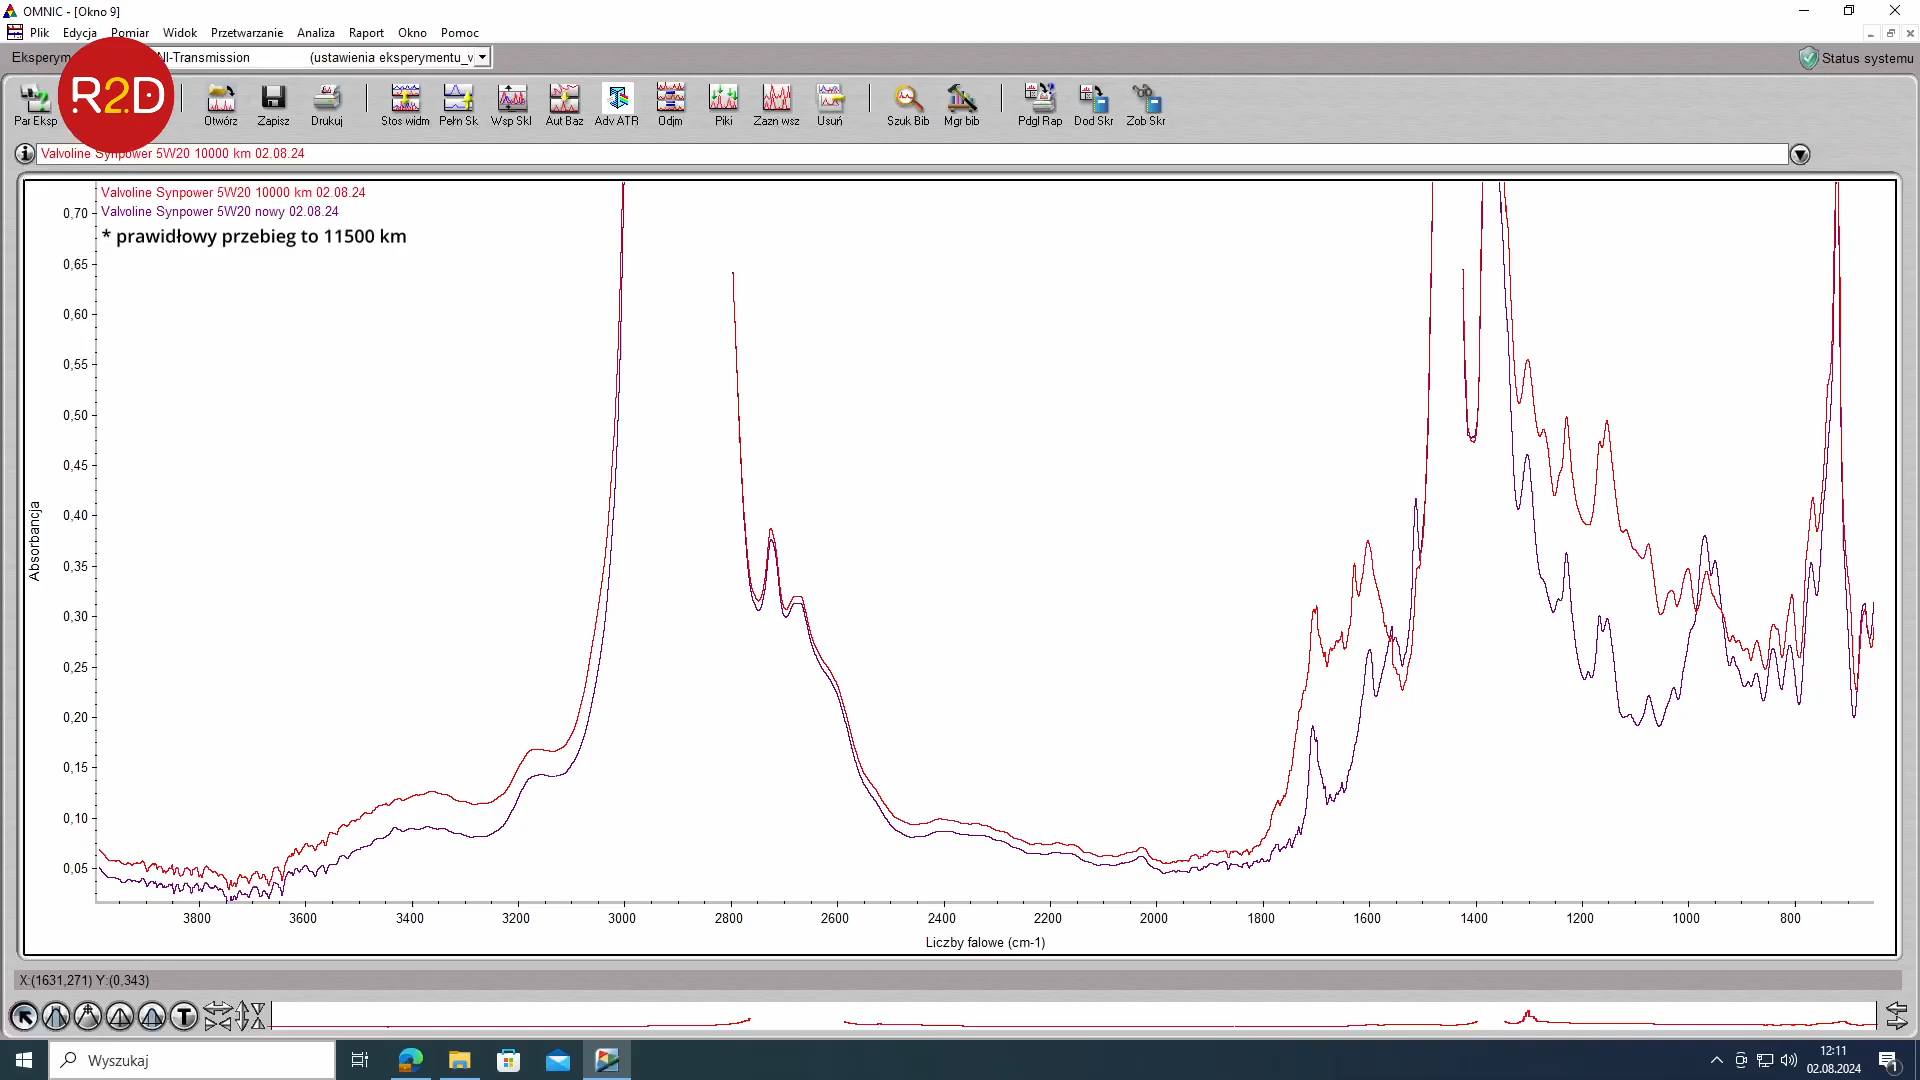 OMNIC - [Okno 9]
Plik Edycja Pomiar Widok Przetwarzanie Analiza Raport Okno Pomoc
Eksperym NI-Transmission (ustawienia eksperymentu_v Status systemu
R2D
Par Eksp Otwórz Zapisz Drukuj Stos widm Pełn Sk Wsp Skl Aut Baz Adv ATR Odjm Piki Zazn wsz Usuń Szuk Bib Mgr bib Pdgl Rap Dod Skr Zob Skr
Valvoline Synpower 5W20 10000 km 02.08.24
Valvoline Synpower 5W20 10000 km 02.08.24
Valvoline Synpower 5W20 nowy 02.08.24
* prawidłowy przebieg to 11500 km
0,70
0,65
0,60
0,55
0,50
0,45
0,40
0,35
0,30
0,25
0,20
0,15
0,10
0,05
Absorbancja
3800 3600 3400 3200 3000 2800 2600 2400 2200 2000 1800 1600 1400 1200 1000 800
Liczby falowe (cm-1)
X:(1631,271) Y:(0,343)
T
Wyszukaj
12:11
02.08.2024
1